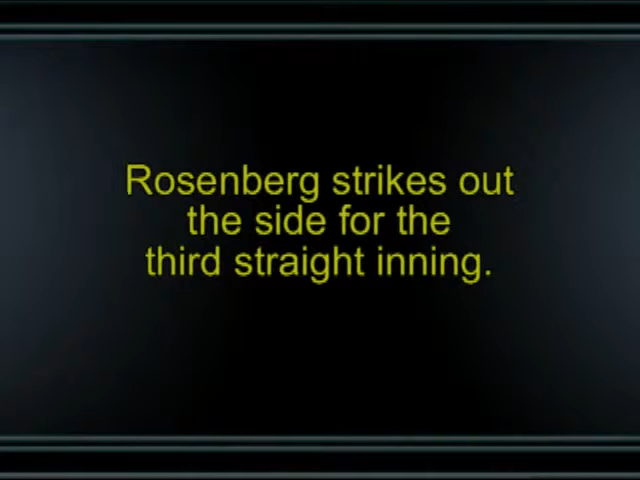 Rosenberg strikes out
the side for the
third straight inning.